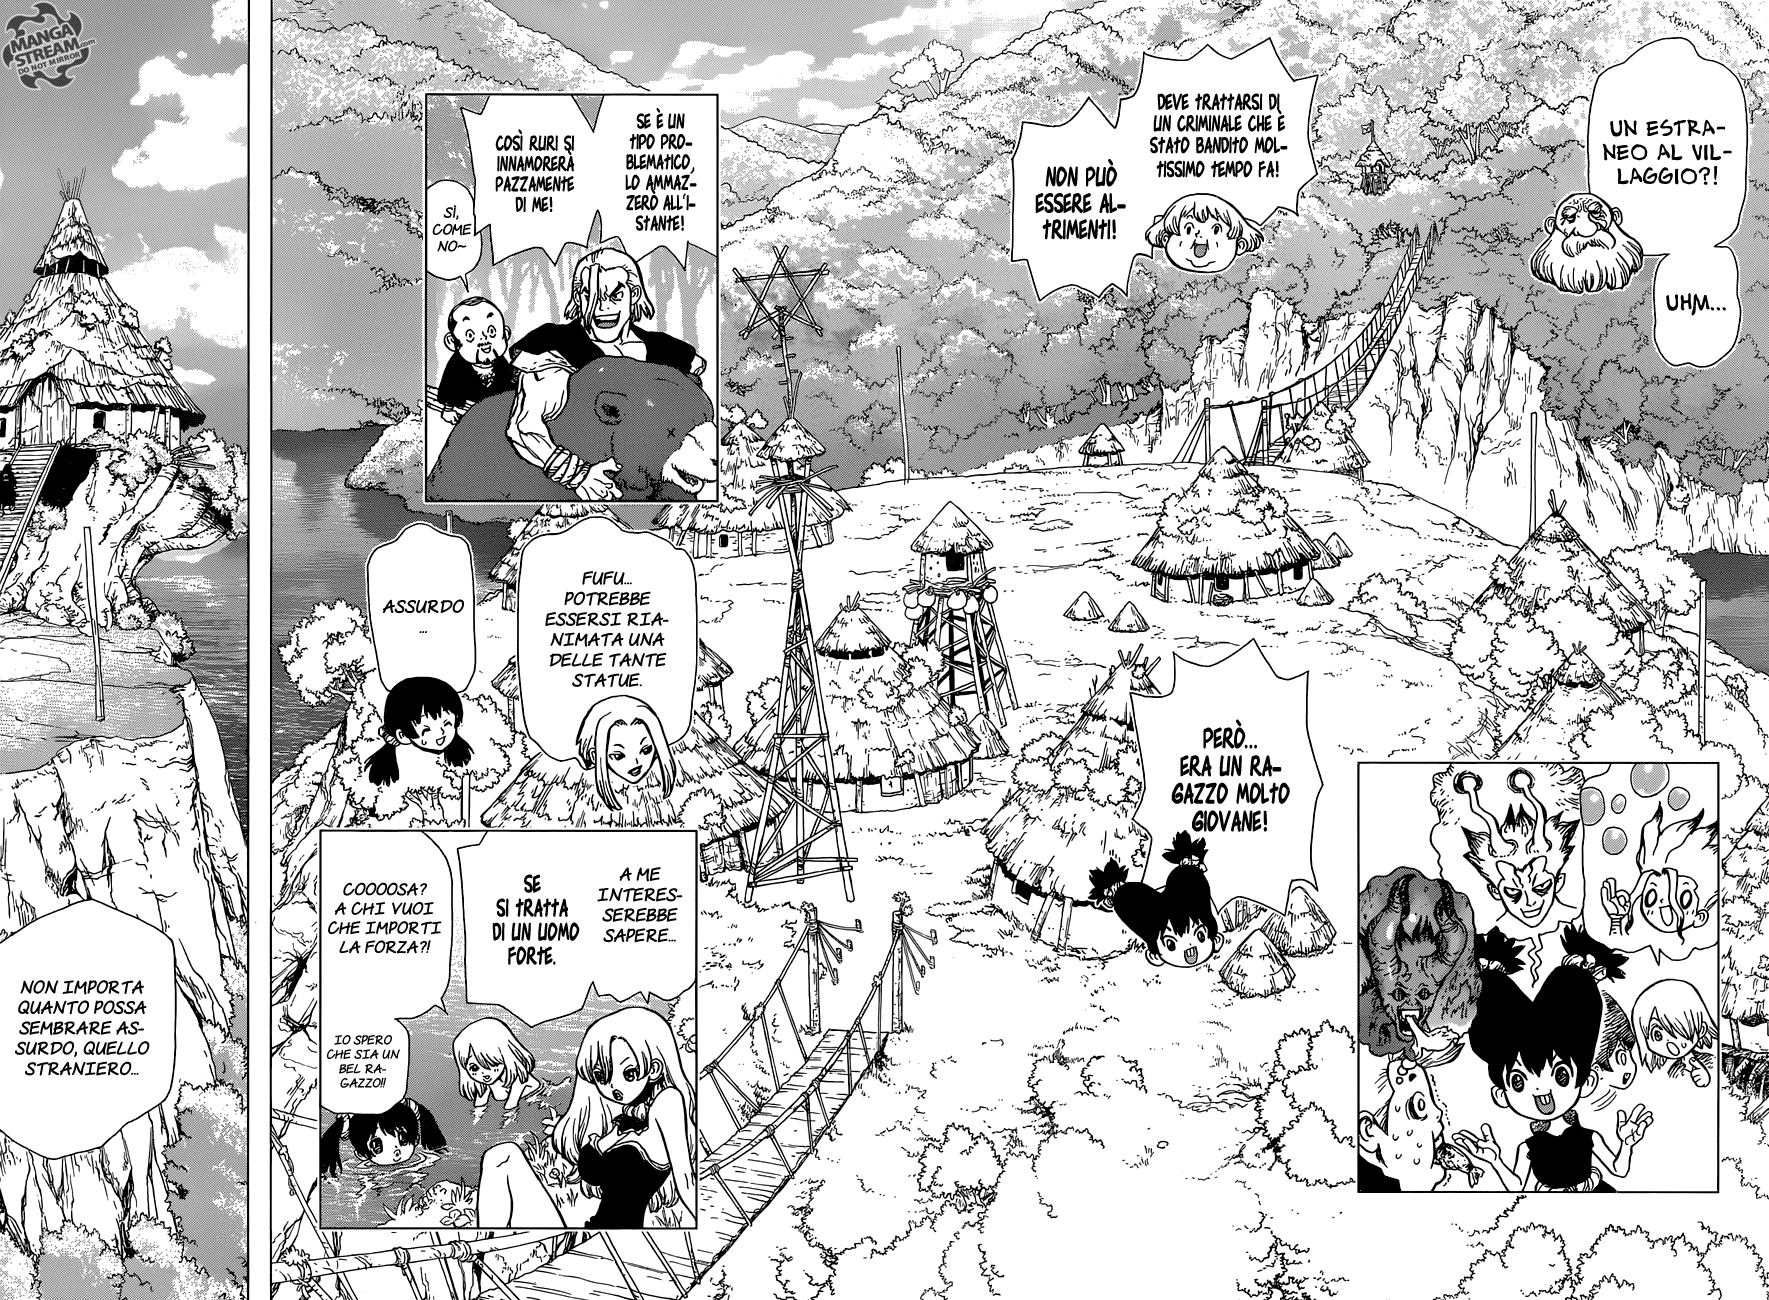 MANGA
STREAM.com
DO NOT MIRROR
UN ESTRA-
NEO AL VIL-
LAGGIO?!
UHM...
DEVE TRATTARSI DI
UN CRIMINALE CHE È
STATO BANDITO MOL-
TISSIMO TEMPO FA!
NON PUÒ
ESSERE AL-
TRIMENTI!
PERÒ...
ERA UN RA-
GAZZO MOLTO
GIOVANE!
SE È UN
TIPO PRO-
BLEMATICO,
LO AMMAZ-
ZERÒ ALL'I-
STANTE!
COSÌ RURI SI
INNAMORERÀ
PAZZAMENTE
DI ME!
SÌ,
COME
NO~
FUFU...
POTREBBE
ESSERSI RIA-
NIMATA UNA
DELLE TANTE
STATUE.
ASSURDO
...
A ME
INTERES-
SEREBBE
SAPERE...
SE
SI TRATTA
DI UN UOMO
FORTE.
COOOOSA?
A CHI VUOI
CHE IMPORTI
LA FORZA?!
IO SPERO
CHE SIA UN
BEL RA-
GAZZO!!
NON IMPORTA
QUANTO POSSA
SEMBRARE AS-
SURDO, QUELLO
STRANIERO...